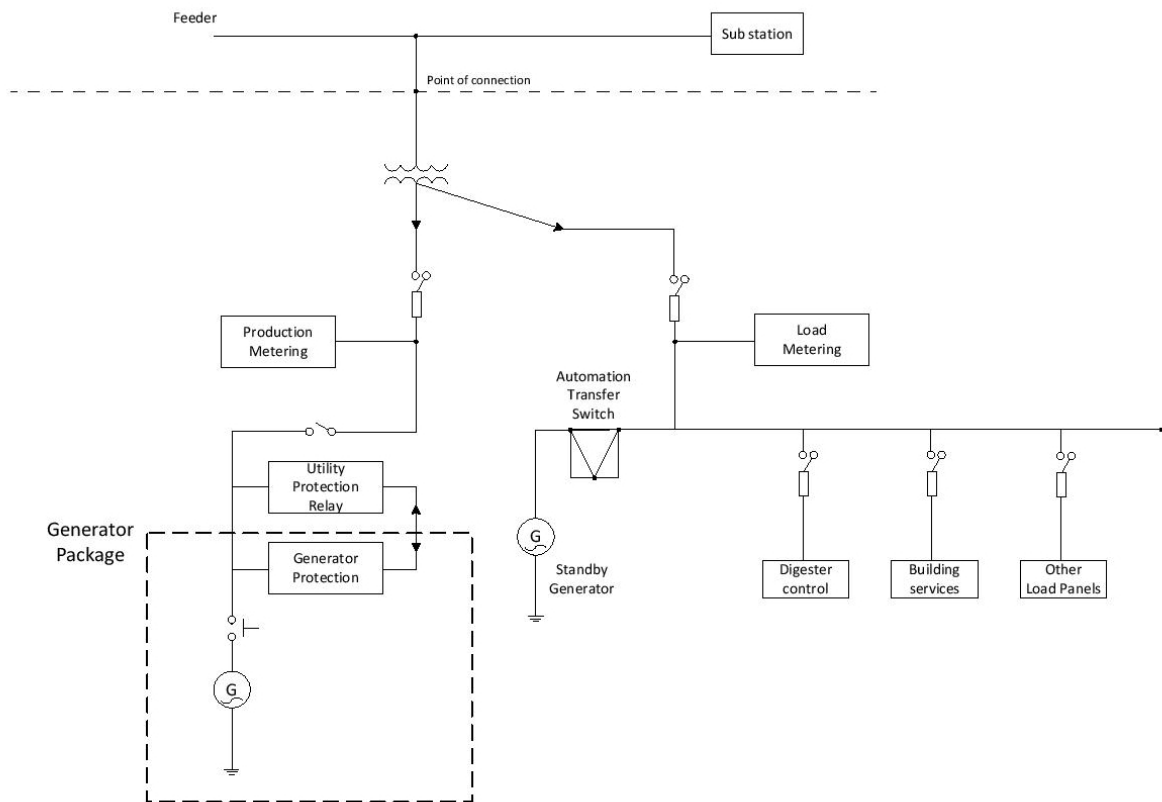 Feeder
Sub station
Point of connection
Production
Metering
Load
Metering
Automation
Transfer
Switch
Utility
Protection
Relay
Generator
Package
Generator
Protection
G
Standby
Generator
Digester
control
Building
services
Other
Load Panels
G